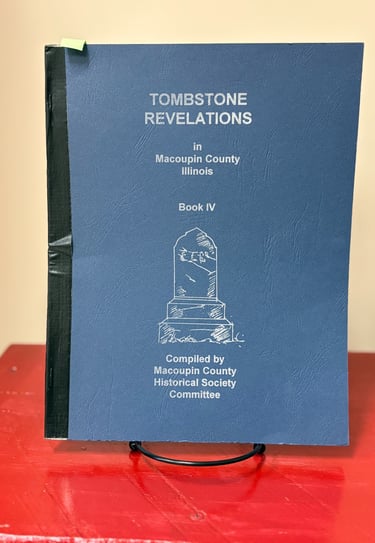 TOMBSTONE
REVELATIONS
in
Macoupin County
Illinois
Book IV
Compiled by
Macoupin County
Historical Society
Committee